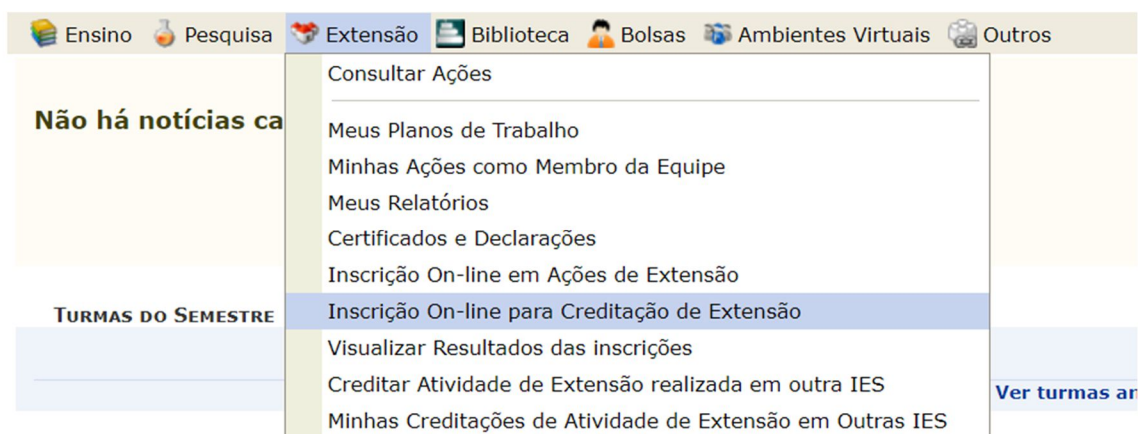 Ensino Pesquisa Extensão Biblioteca Bolsas Ambientes Virtuais Outros
Consultar Ações
Não há notícias ca
Meus Planos de Trabalho
Minhas Ações como Membro da Equipe
Meus Relatórios
Certificados e Declarações
Inscrição On-line em Ações de Extensão
TURMAS DO SEMESTRE
Inscrição On-line para Creditação de Extensão
Visualizar Resultados das inscrições
Creditar Atividade de Extensão realizada em outra IES
Ver turmas an
Minhas Creditações de Atividade de Extensão em Outras IES